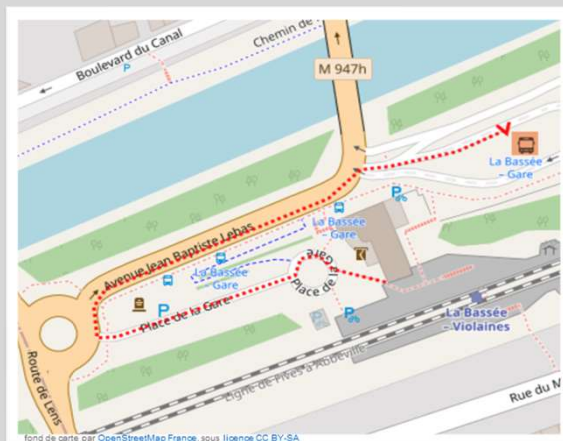 Chemin de
Boulevard du Canal
P
M 947h
La Bassée
– Gare
La Bassée
– Gare
Avenue Jean Baptiste Lebas
La Bassée
Gare
Place de la Gare
Place de la Gare
P
P
P
La Bassée
– Violaines
Ligne de Fives à Abbeville
Route de Lens
Rue du M
fond de carte par OpenStreetMap France, sous licence CC BY-SA